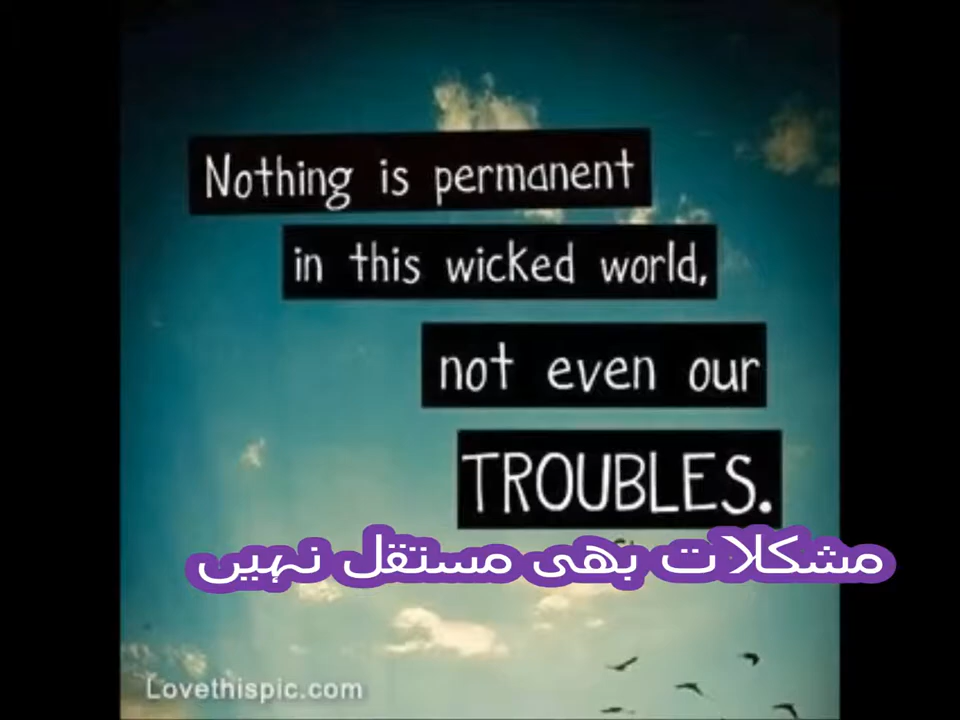 Nothing is permanent
in this wicked world,
not even our
TROUBLES.
مشکلات بھی مستقل نہیں
Lovethispic.com